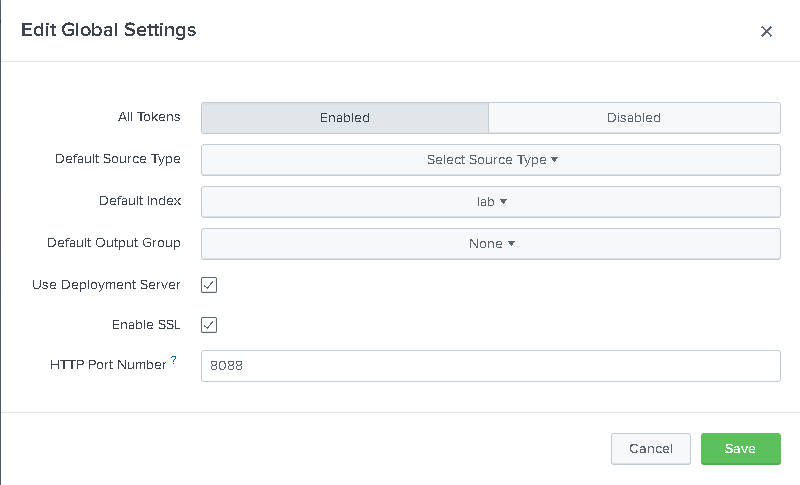 Edit Global Settings
All Tokens Enabled Disabled
Default Source Type Select Source Type
Default Index lab
Default Output Group None
Use Deployment Server
Enable SSL
HTTP Port Number ? 8088
Cancel Save